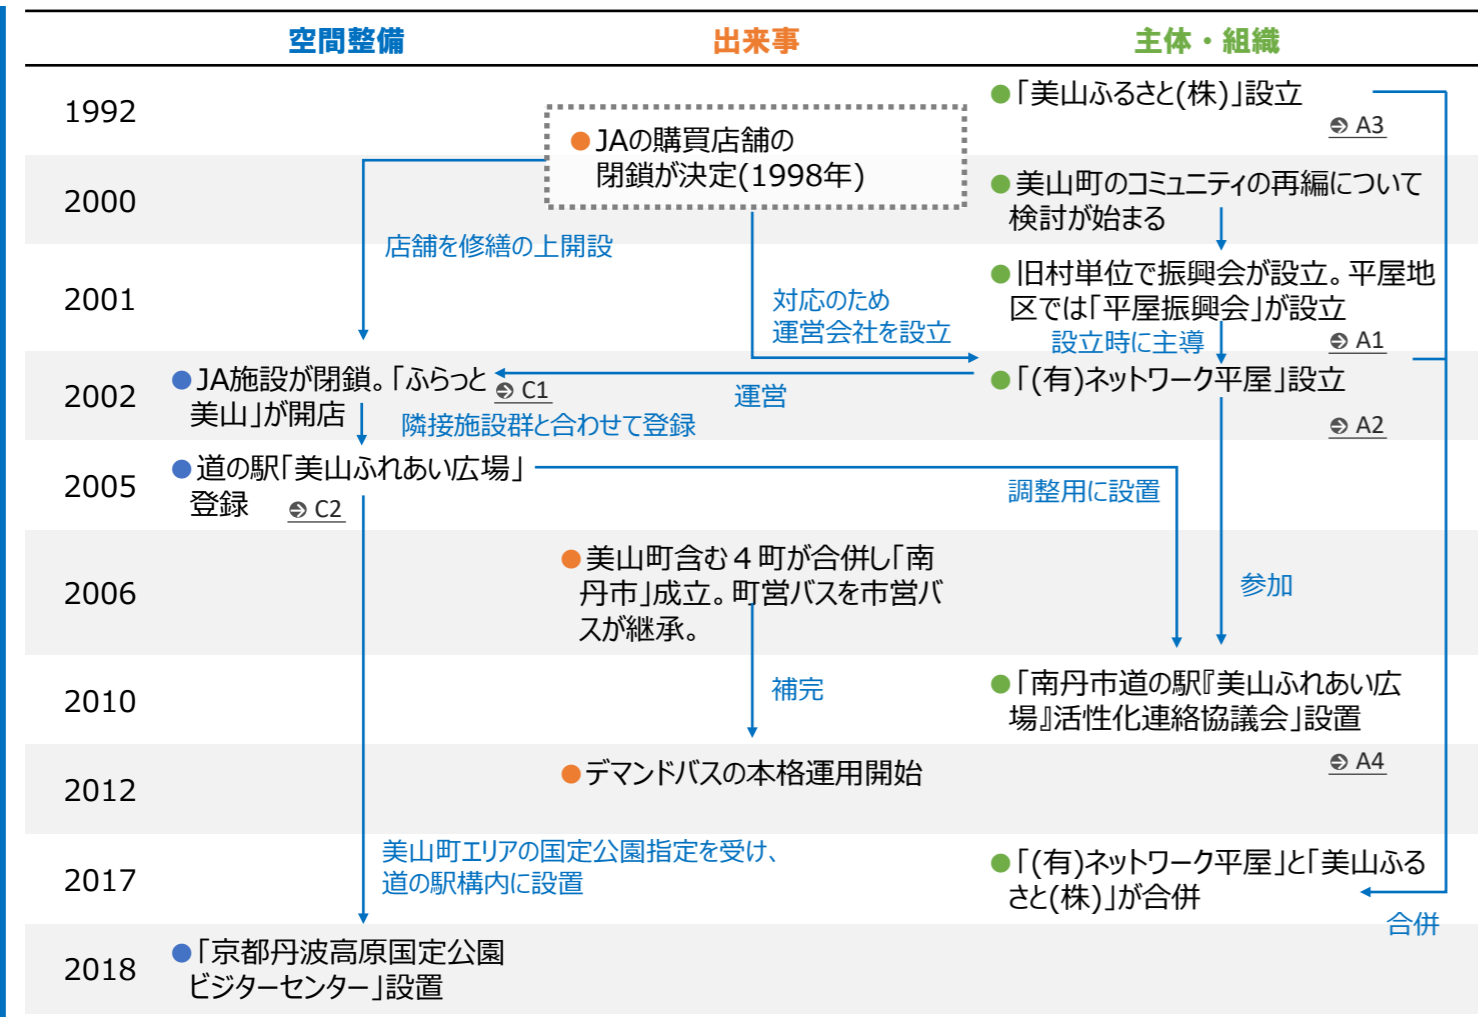 空間整備
出来事
主体・組織
1992
●「美山ふるさと(株)」設立
A3
●JAの購買店舗の
閉鎖が決定(1998年)
2000
●美山町のコミュニティの再編について
検討が始まる
店舗を修繕の上開設
2001
対応のため
運営会社を設立
●旧村単位で振興会が設立。平屋地
区では「平屋振興会」が設立
設立時に主導
A1
2002
●JA施設が閉鎖。「ふらっと
美山」が開店
C1
運営
●「(有)ネットワーク平屋」設立
A2
隣接施設群と合わせて登録
2005
●道の駅「美山ふれあい広場」
登録
C2
調整用に設置
2006
●美山町含む４町が合併し「南
丹市」成立。町営バスを市営バ
スが継承。
参加
2010
補完
●「南丹市道の駅『美山ふれあい広
場』活性化連絡協議会」設置
A4
2012
●デマンドバスの本格運用開始
美山町エリアの国定公園指定を受け、
道の駅構内に設置
2017
●「(有)ネットワーク平屋」と「美山ふる
さと(株)」が合併
合併
2018
●「京都丹波高原国定公園
ビジターセンター」設置